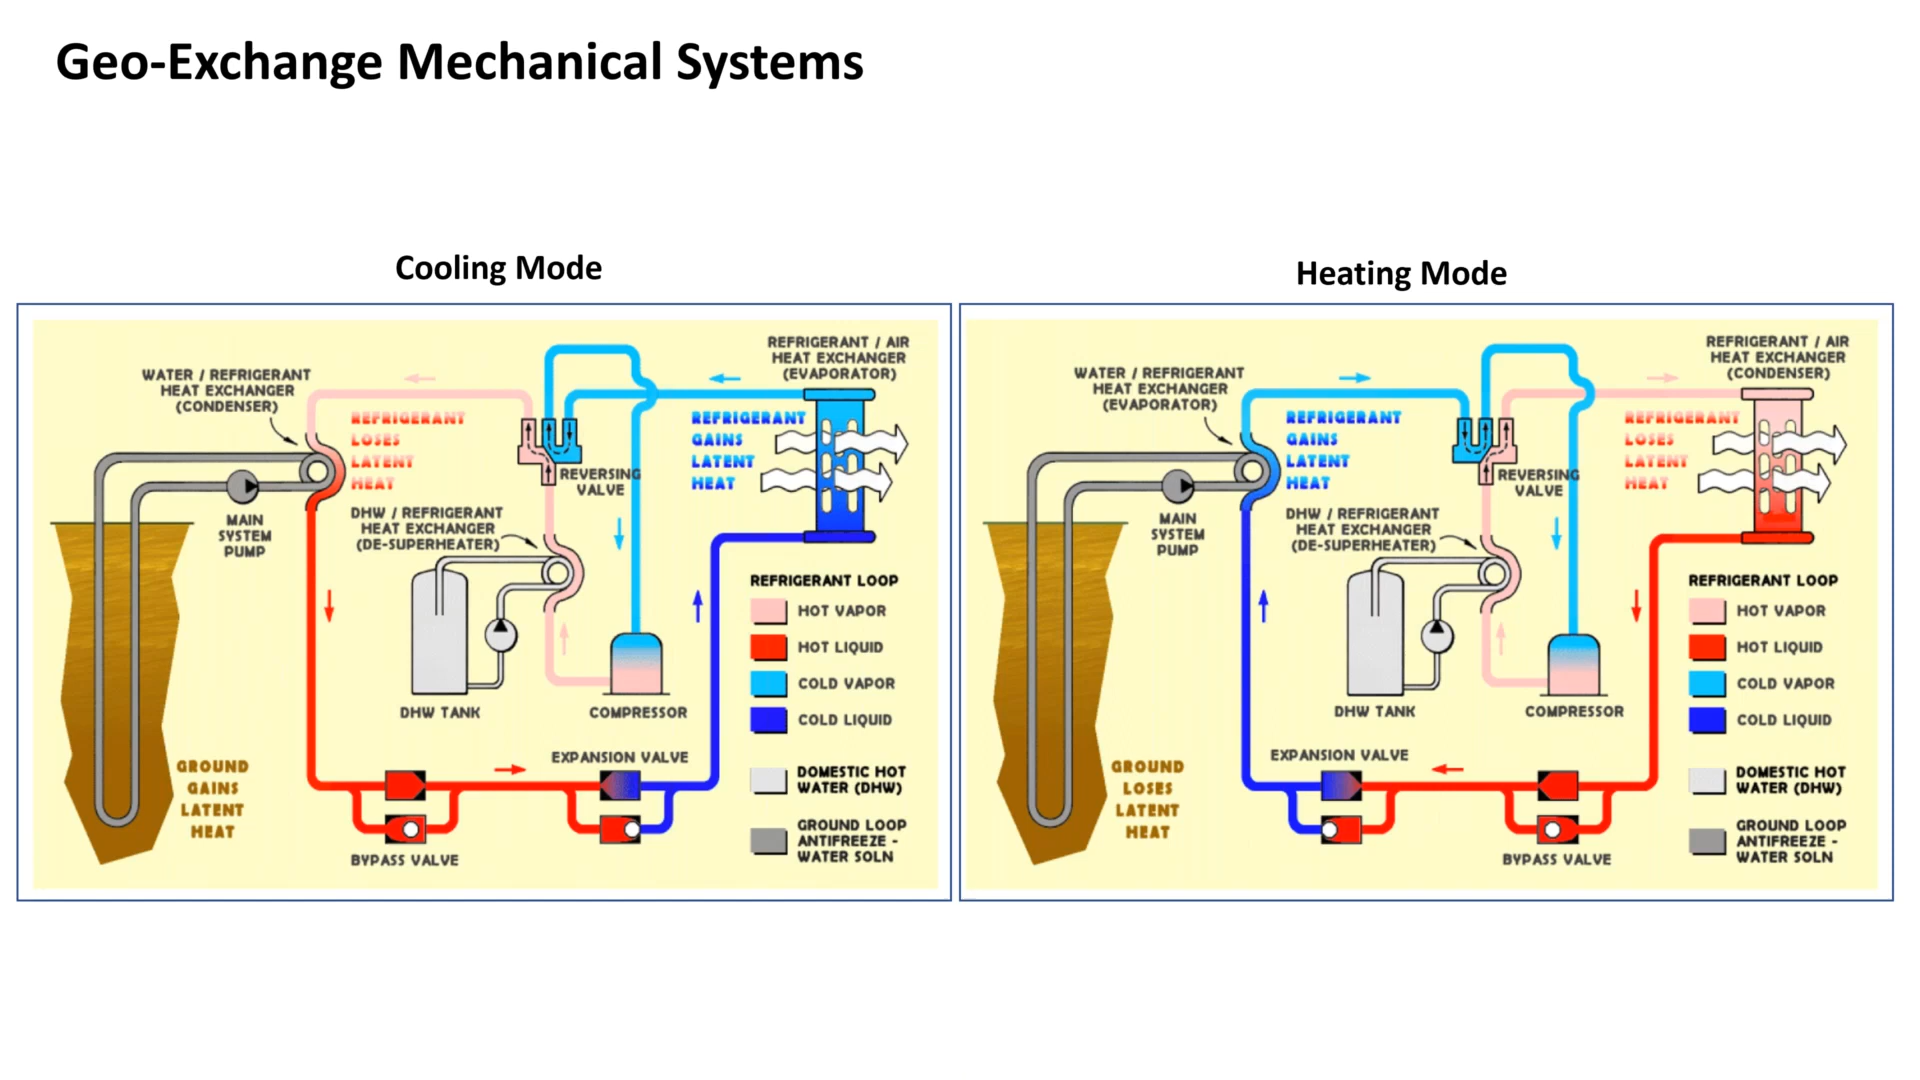 Geo-Exchange Mechanical Systems
Cooling Mode
WATER / REFRIGERANT
HEAT EXCHANGER
(CONDENSER)
REFRIGERANT
LOSES
LATENT
HEAT
REFRIGERANT / AIR
HEAT EXCHANGER
(EVAPORATOR)
REFRIGERANT
GAINS
LATENT
HEAT
REVERSING
VALVE
MAIN
SYSTEM
PUMP
DHW / REFRIGERANT
HEAT EXCHANGER
(DE-SUPERHEATER)
DHW TANK
COMPRESSOR
REFRIGERANT LOOP
HOT VAPOR
HOT LIQUID
COLD VAPOR
COLD LIQUID
DOMESTIC HOT
WATER (DHW)
GROUND LOOP
ANTIFREEZE -
WATER SOLN
GROUND
GAINS
LATENT
HEAT
EXPANSION VALVE
BYPASS VALVE
Heating Mode
WATER / REFRIGERANT
HEAT EXCHANGER
(EVAPORATOR)
REFRIGERANT
GAINS
LATENT
HEAT
REFRIGERANT / AIR
HEAT EXCHANGER
(CONDENSER)
REFRIGERANT
LOSES
LATENT
HEAT
REVERSING
VALVE
MAIN
SYSTEM
PUMP
DHW / REFRIGERANT
HEAT EXCHANGER
(DE-SUPERHEATER)
DHW TANK
COMPRESSOR
REFRIGERANT LOOP
HOT VAPOR
HOT LIQUID
COLD VAPOR
COLD LIQUID
DOMESTIC HOT
WATER (DHW)
GROUND LOOP
ANTIFREEZE -
WATER SOLN
GROUND
LOSES
LATENT
HEAT
EXPANSION VALVE
BYPASS VALVE